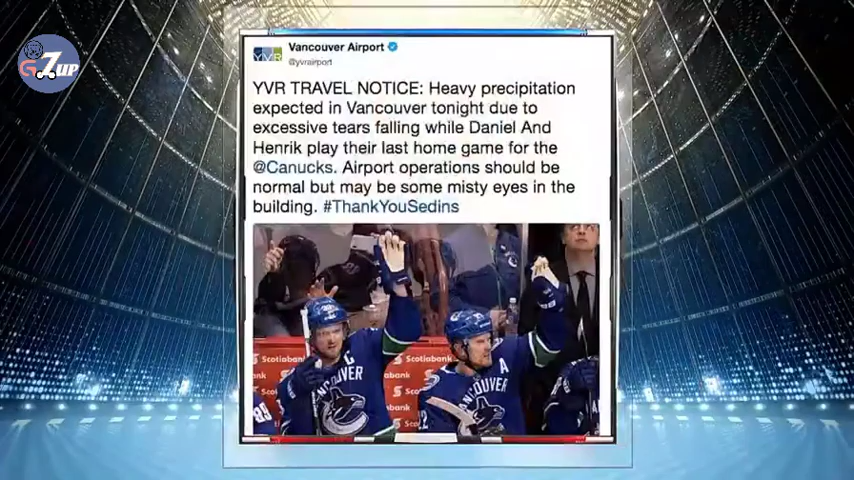 GZUP
Vancouver Airport
@yvrairport
YVR
YVR TRAVEL NOTICE: Heavy precipitation
expected in Vancouver tonight due to
excessive tears falling while Daniel And
Henrik play their last home game for the
@Canucks. Airport operations should be
normal but may be some misty eyes in the
building. #ThankYouSedins
Scotiabank
Scotiabank
C
A
VANCOUVER
VANCOUVER